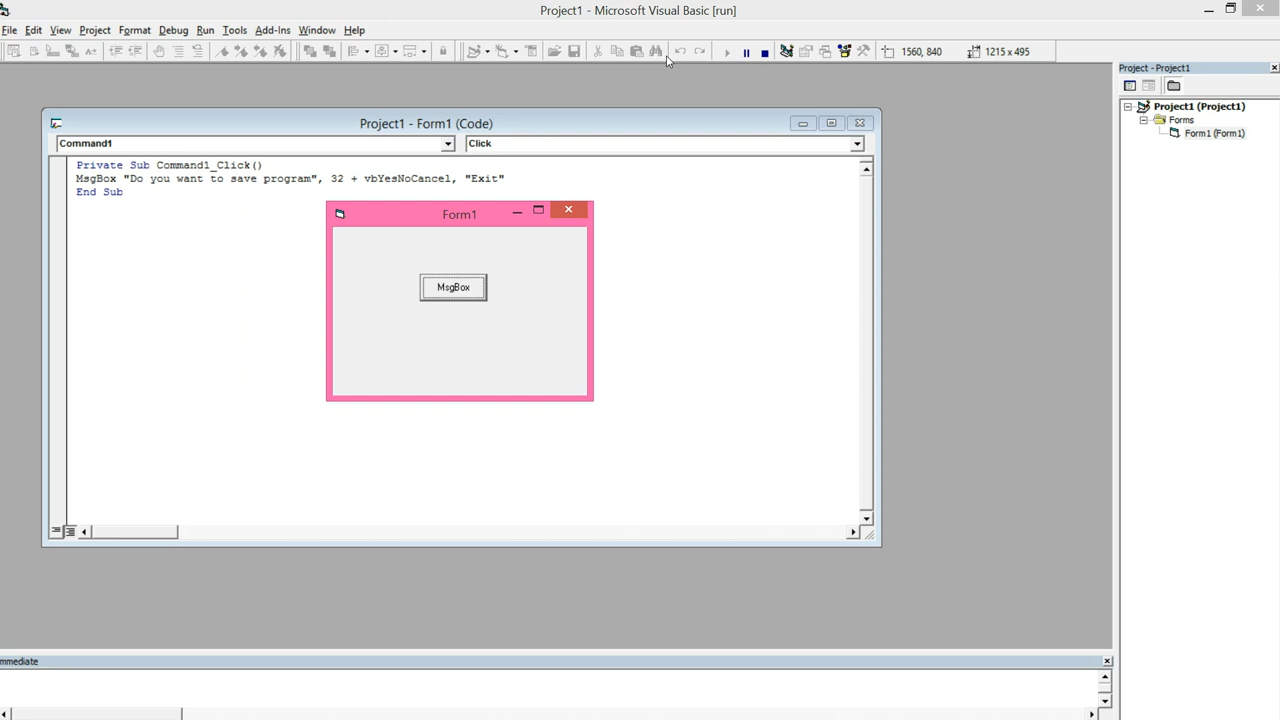 Project1 - Microsoft Visual Basic [run]
File Edit View Project Format Debug Run Tools Add-Ins Window Help
1560, 840 1215 x 495
Project - Project1
Project1 (Project1)
Forms
Form1 (Form1)
Project1 - Form1 (Code)
Command1 Click
Private Sub Command1_Click()
MsgBox "Do you want to save program", 32 + vbYesNoCancel, "Exit"
End Sub
Form1
MsgBox
mmediate